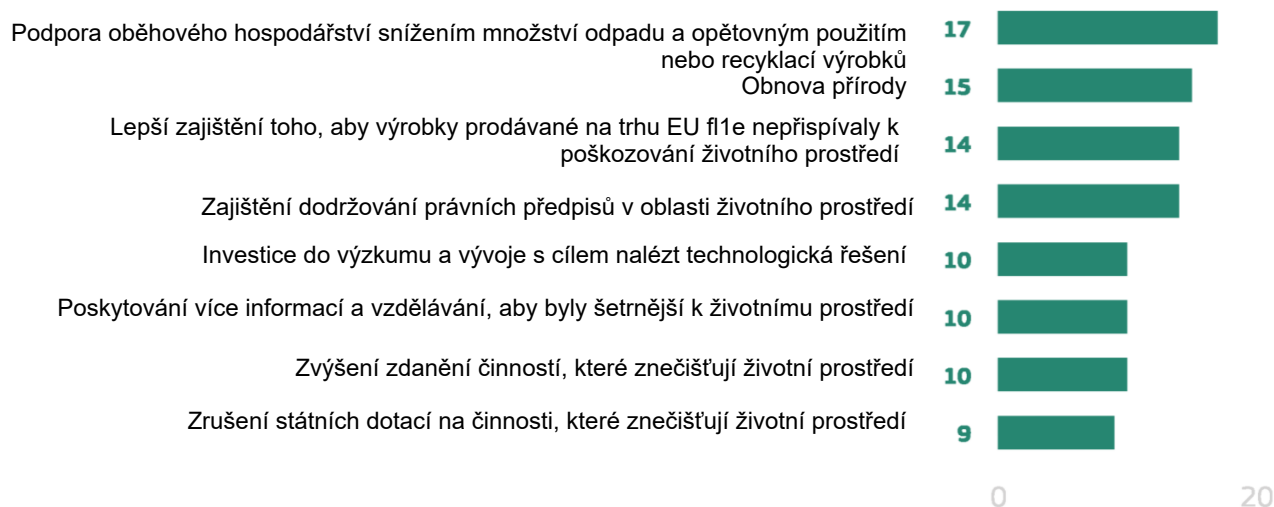 Podpora oběhového hospodářství snížením množství odpadu a opětovným použitím 17
nebo recyklací výrobků
Obnova přírody 15
Lepší zajištění toho, aby výrobky prodávané na trhu EU fl1e nepřispívaly k
poškozování životního prostředí 14
Zajištění dodržování právních předpisů v oblasti životního prostředí 14
Investice do výzkumu a vývoje s cílem nalézt technologická řešení 10
Poskytování více informací a vzdělávání, aby byly šetrnější k životnímu prostředí 10
Zvýšení zdanění činností, které znečišťují životní prostředí 10
Zrušení státních dotací na činnosti, které znečišťují životní prostředí 9
0 20